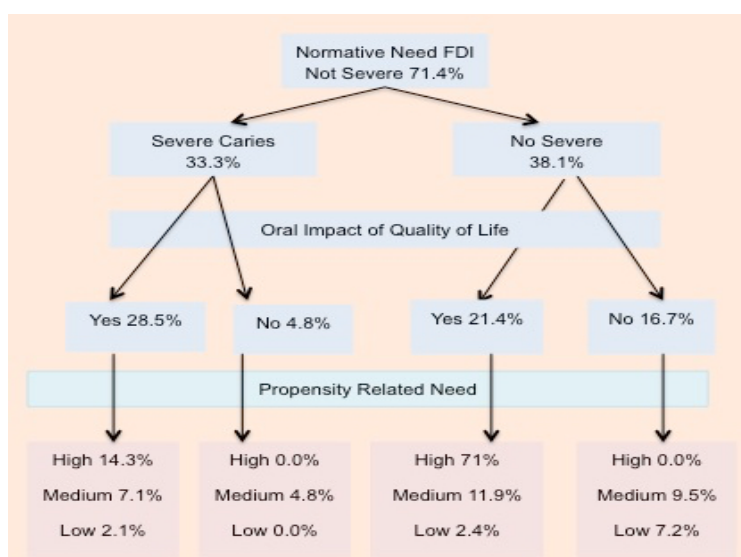 Normative Need FDI
Not Severe 71.4%
Severe Caries
33.3%
No Severe
38.1%
Oral Impact of Quality of Life
Yes 28.5%
No 4.8%
Yes 21.4%
No 16.7%
Propensity Related Need
High 14.3%
Medium 7.1%
Low 2.1%
High 0.0%
Medium 4.8%
Low 0.0%
High 71%
Medium 11.9%
Low 2.4%
High 0.0%
Medium 9.5%
Low 7.2%